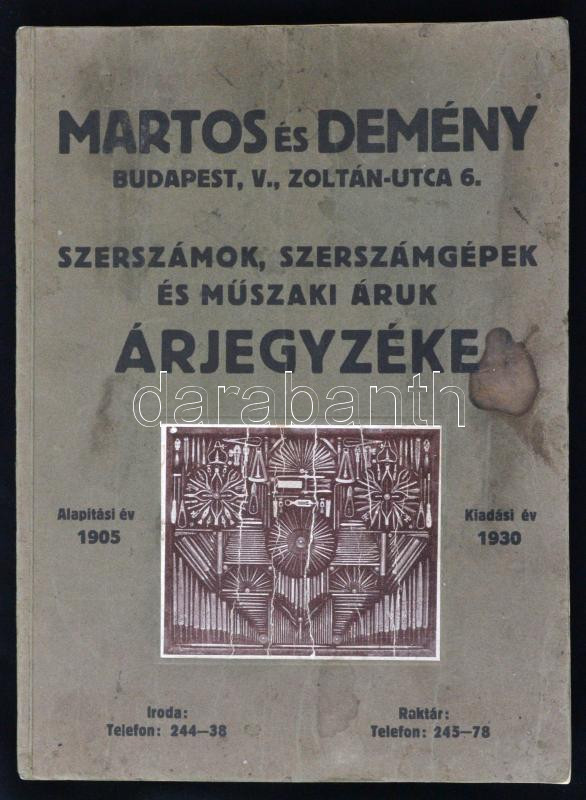 MARTOS ÉS DEMÉNY
BUDAPEST, V., ZOLTÁN-UTCA 6.
SZERSZÁMOK, SZERSZÁMGÉPEK
ÉS MŰSZAKI ÁRUK
ÁRJEGYZÉKE
darabanth
Alapítási év
1905
Kiadási év
1930
Iroda:
Telefon: 244—38
Raktár:
Telefon: 245—78